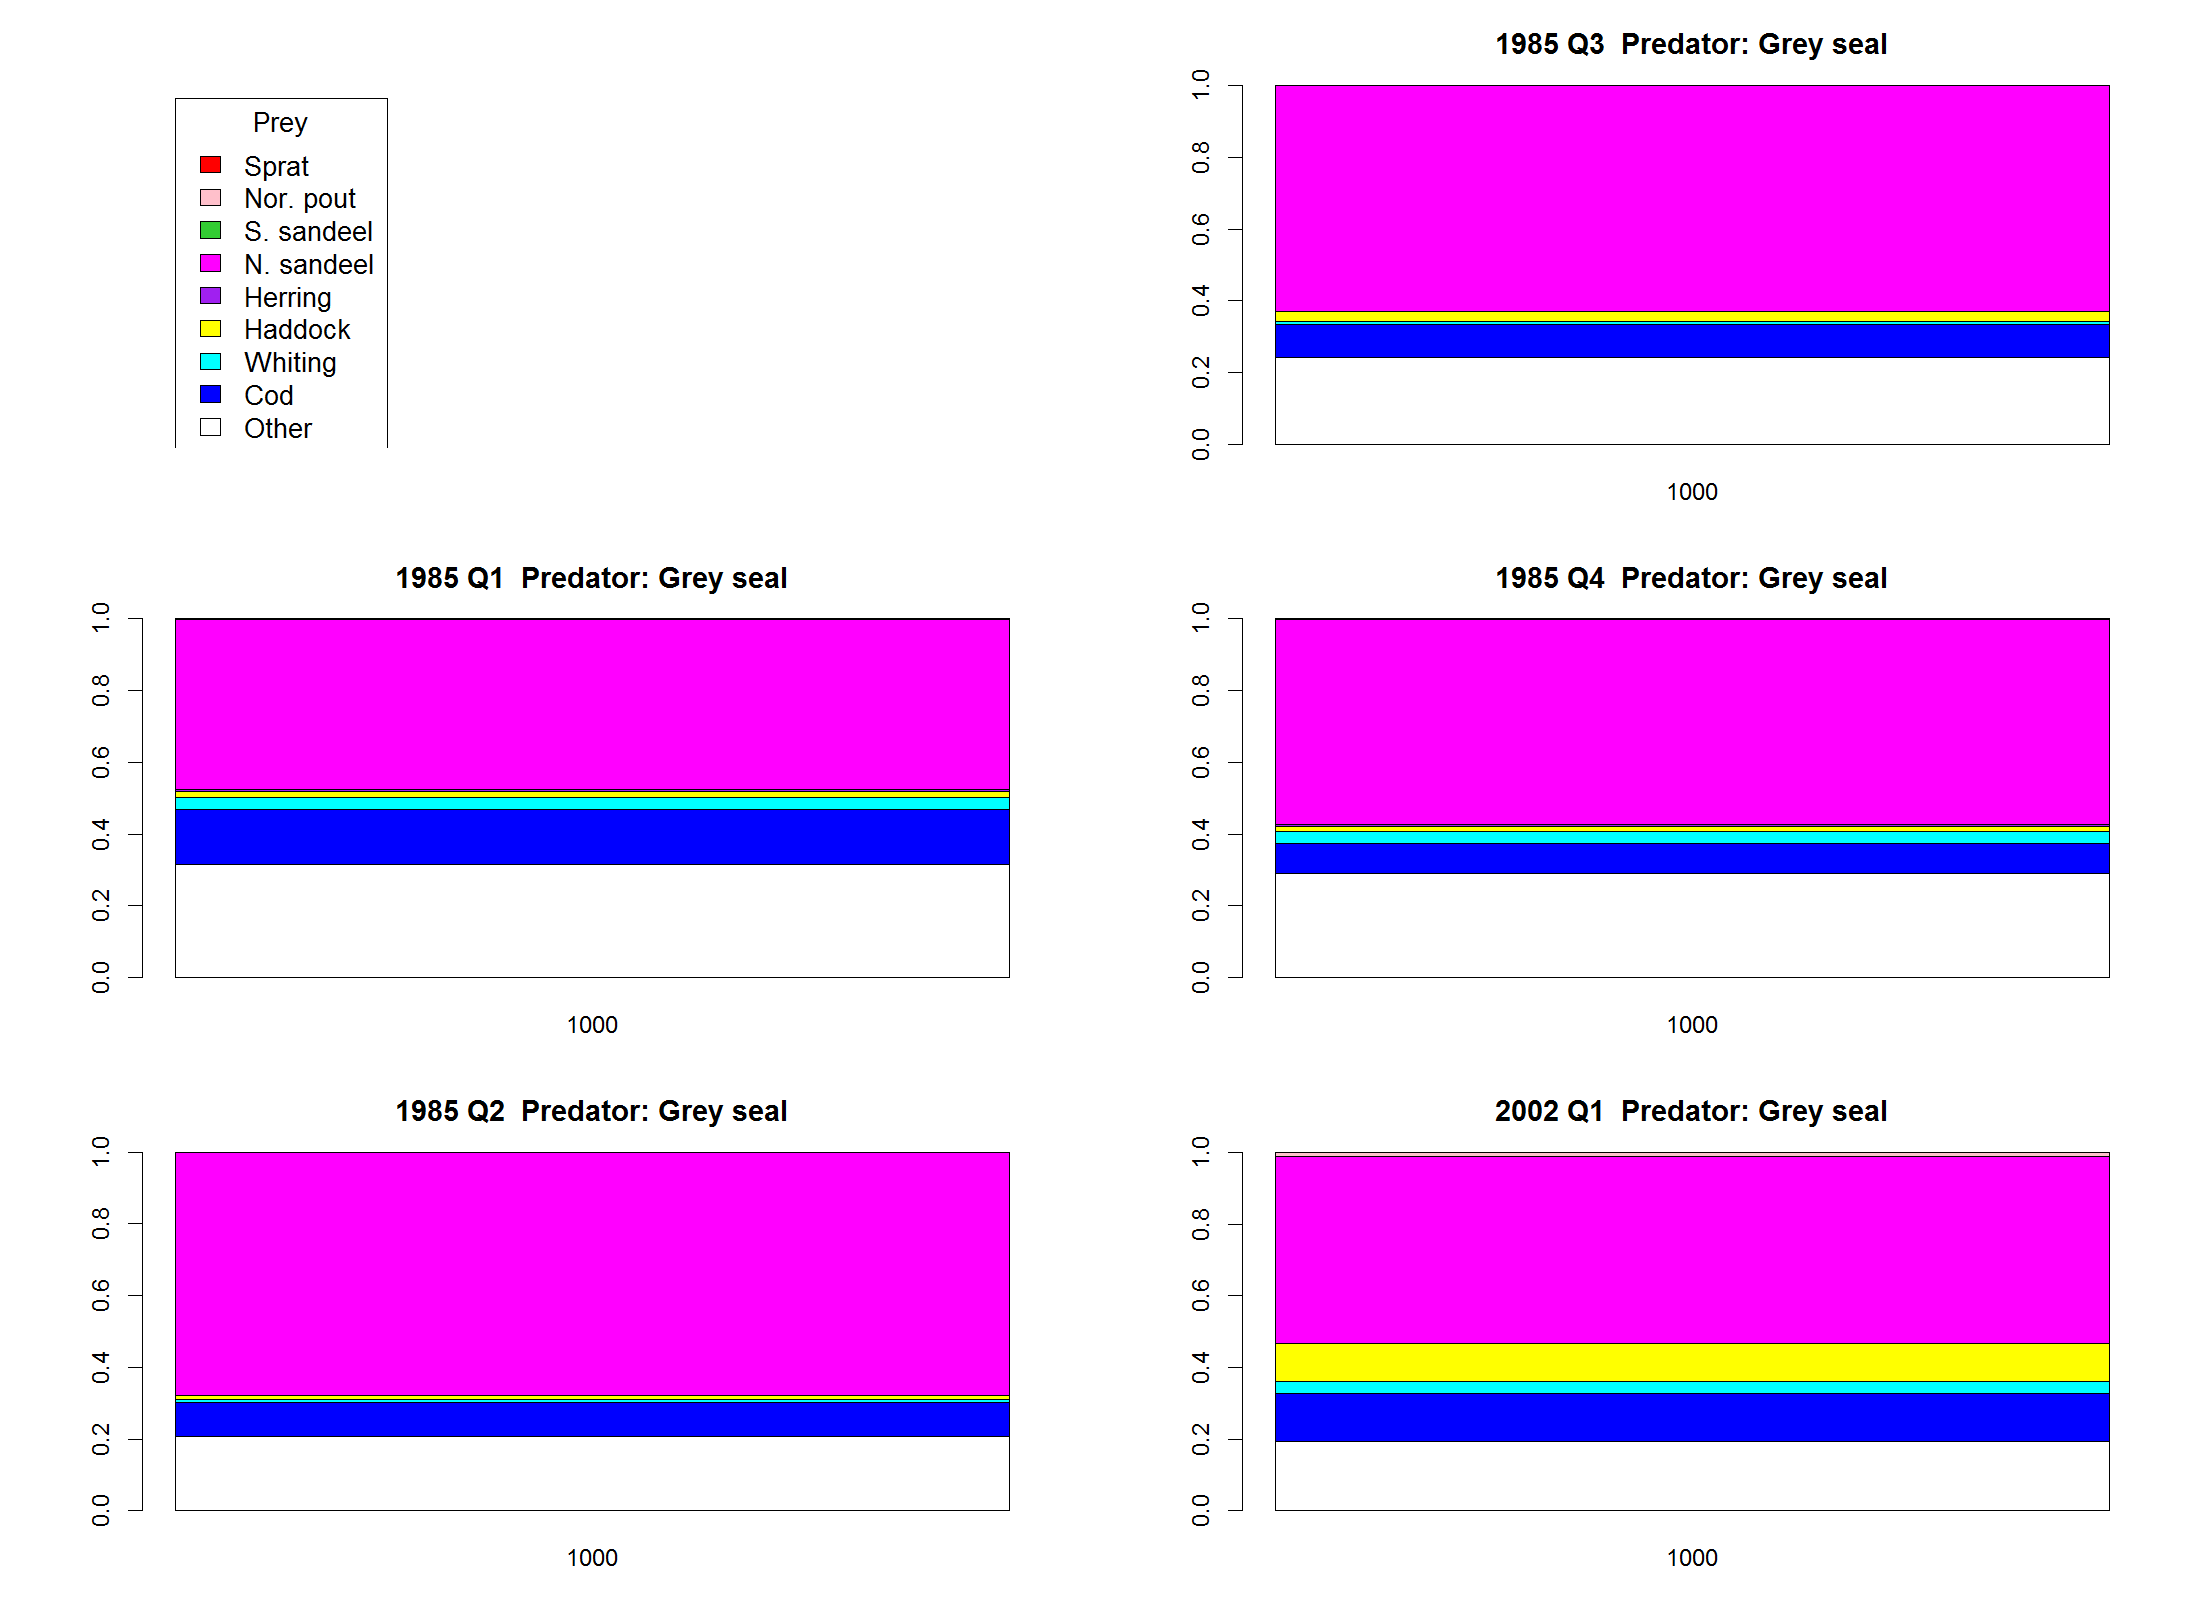 Prey
Sprat
Nor. pout
S. sandeel
N. sandeel
Herring
Haddock
Whiting
Cod
Other
1985 Q3  Predator: Grey seal
1.0
0.8
0.6
0.4
0.2
0.0
1000
1985 Q1  Predator: Grey seal
1.0
0.8
0.6
0.4
0.2
0.0
1000
1985 Q4  Predator: Grey seal
1.0
0.8
0.6
0.4
0.2
0.0
1000
1985 Q2  Predator: Grey seal
1.0
0.8
0.6
0.4
0.2
0.0
1000
2002 Q1  Predator: Grey seal
1.0
0.8
0.6
0.4
0.2
0.0
1000